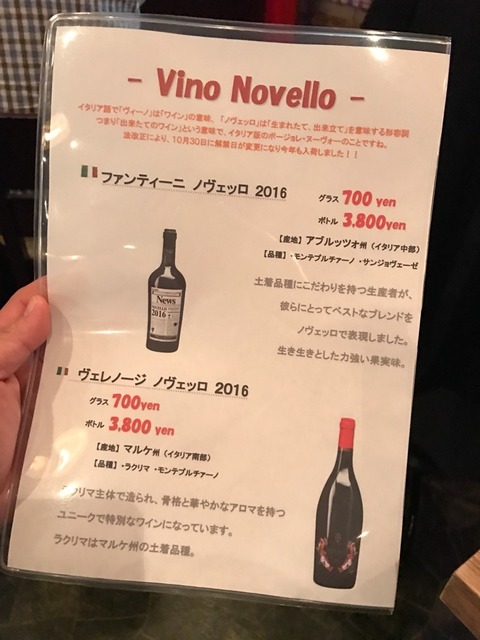 - Vino Novello -
イタリア語で「ヴィーノ」は「ワイン」の意味、「ノヴェッロ」は「生まれたて、出来立て」を意味する形容詞
つまり「出来たてのワイン」という意味で、イタリア版のボージョレ・ヌーヴォーのことですね。
法改正により、10月30日に解禁日が変更になり今年も入荷しました！！
ファンティーニ ノヴェッロ 2016
グラス 700 yen
ボトル 3,800yen
【産地】アブルッツオ州（イタリア中部）
【品種】・モンテプルチアーノ ・サンジョヴェーゼ
土着品種にこだわりを持つ生産者が、
彼らにとってベストなブレンドを
ノヴェッロで表現しました。
生き生きとした力強い果実味。
News
NOVELLO
2016
ヴェレノージ ノヴェッロ 2016
グラス 700yen
ボトル 3,800 yen
【産地】マルケ州（イタリア南部）
【品種】・ラクリマ ・モンテプルチアーノ
ラクリマ主体で造られ、骨格と華やかなアロマを持つ
ユニークで特別なワインになっています。
ラクリマはマルケ州の土着品種。